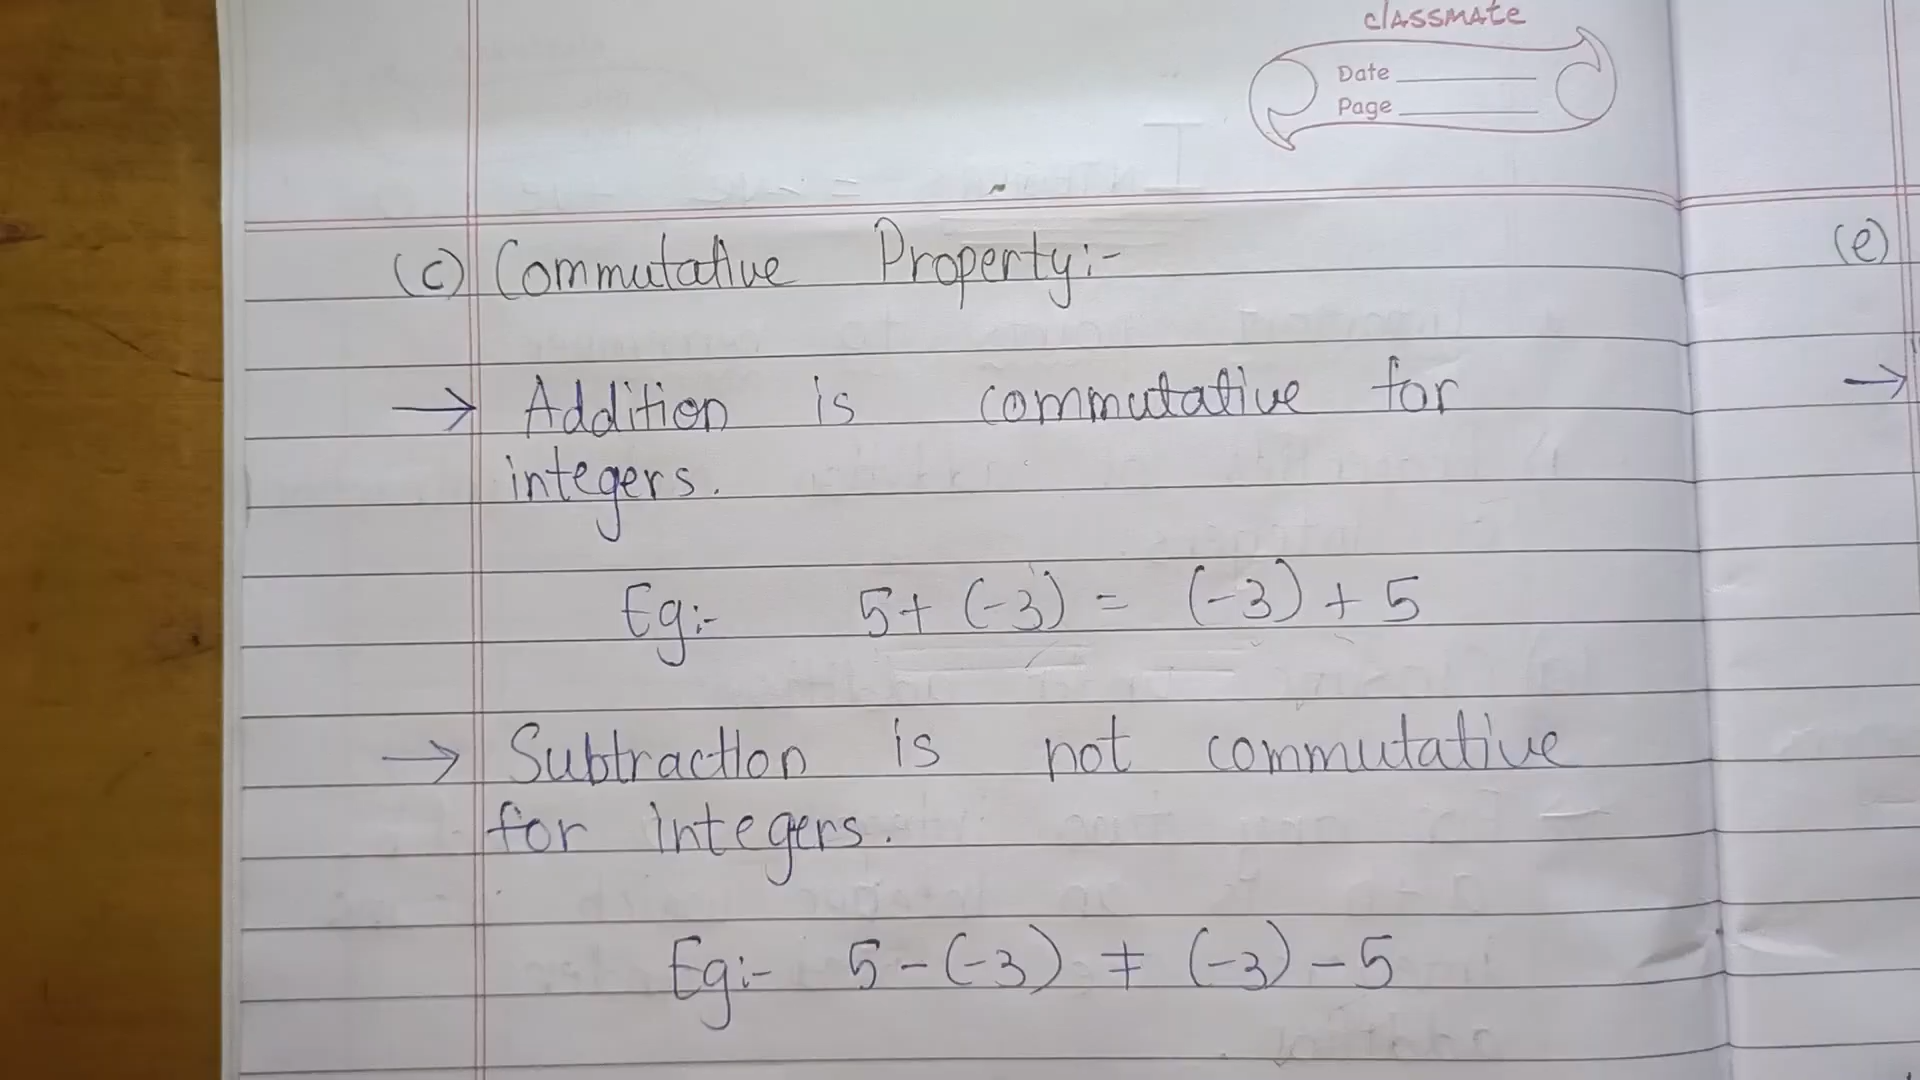 classmate
Date
Page
(c) Commutative Property:-
(e)
→ Addition is commutative for
integers.
→
Eg:- 5 + (-3) = (-3) + 5
→ Subtraction is not commutative
for integers.
Eg:- 5 - (-3) ≠ (-3) - 5